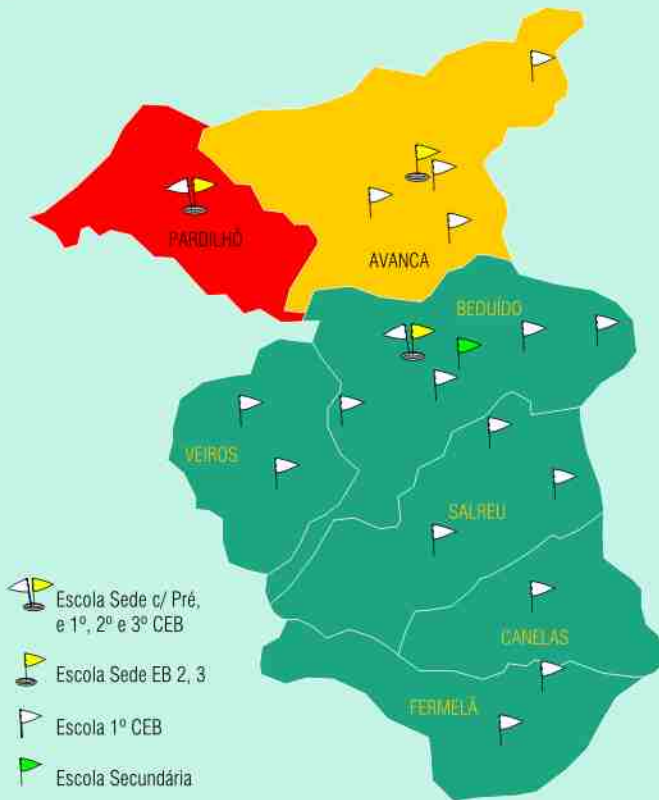 PARDILHÓ
AVANCA
BEDUÍDO
VEIROS
SALREU
CANELAS
FERMELÃ
Escola Sede c/ Pré,
e 1º, 2º e 3º CEB
Escola Sede EB 2, 3
Escola 1º CEB
Escola Secundária